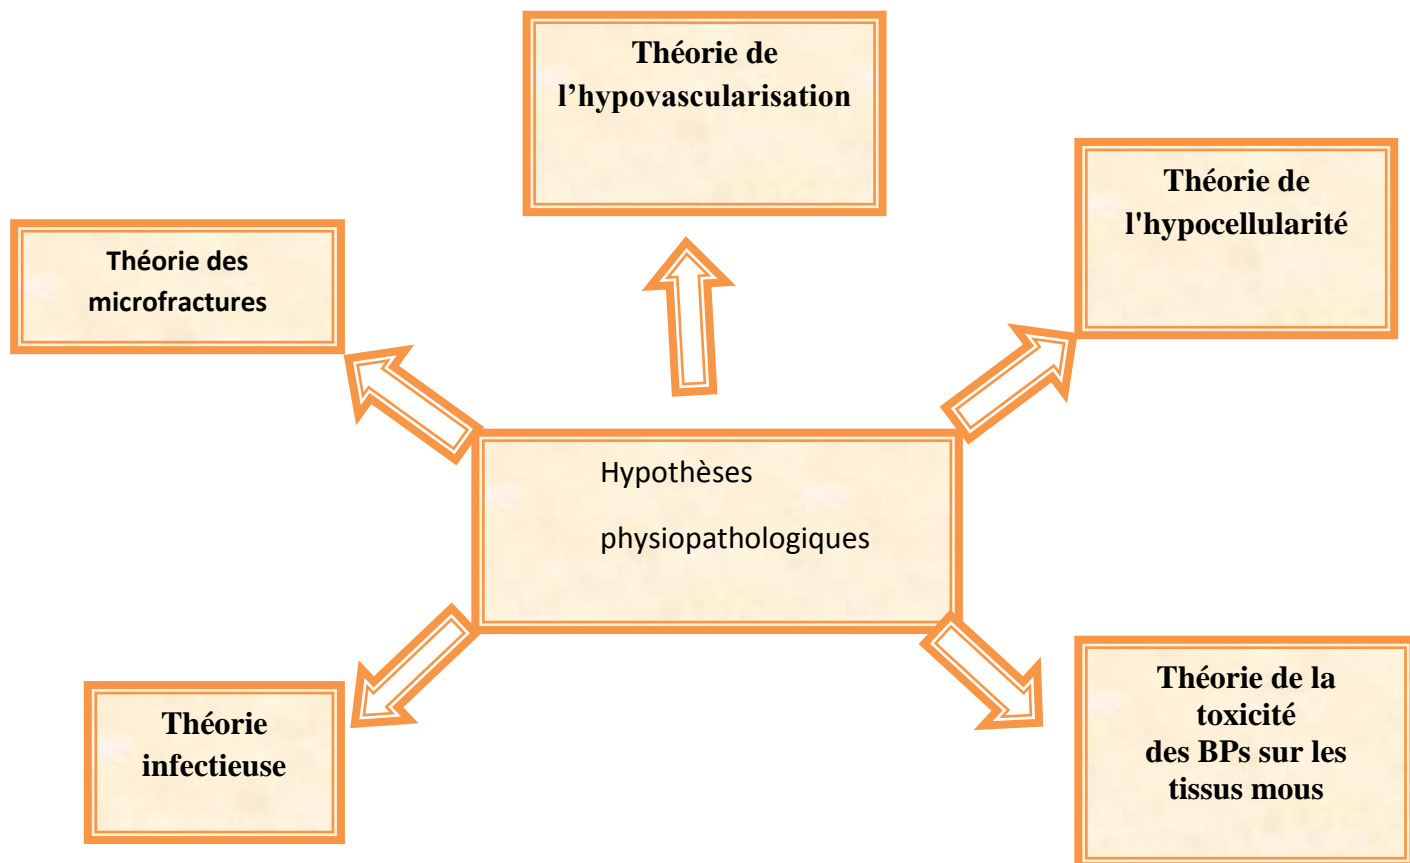 Théorie de
l’hypovascularisation
Théorie de
l'hypocellularité
Théorie des
microfractures
Hypothèses
physiopathologiques
Théorie
infectieuse
Théorie de la
toxicité
des BPs sur les
tissus mous